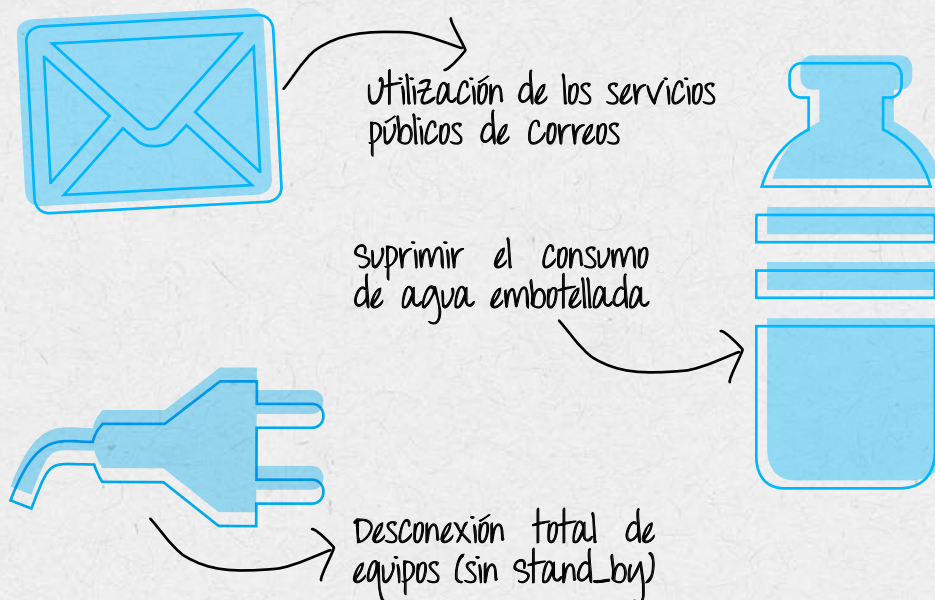 Utilización de los servicios
públicos de Correos
Suprimir el consumo
de agua embotellada
Desconexión total de
equipos (sin stand_by)